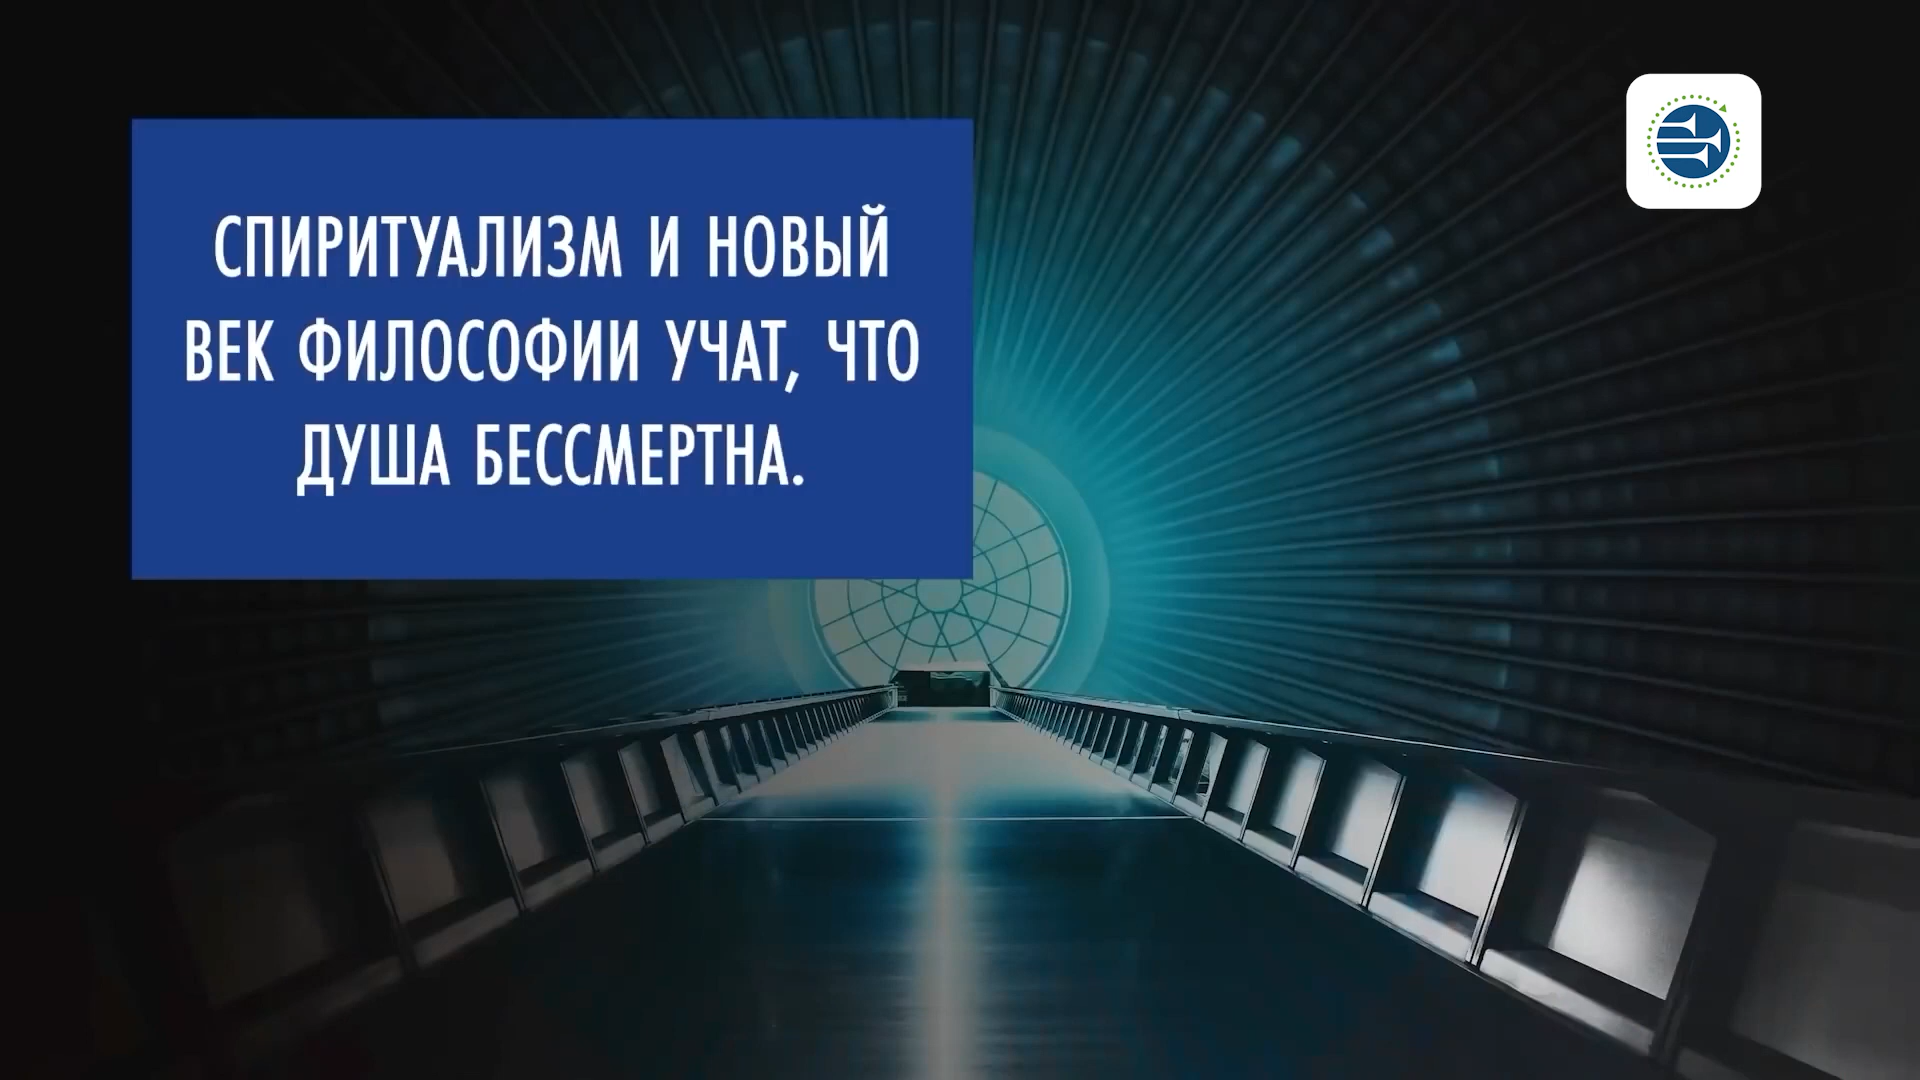 СПИРИТУАЛИЗМ И НОВЫЙ
ВЕК ФИЛОСОФИИ УЧАТ, ЧТО
ДУША БЕССМЕРТНА.